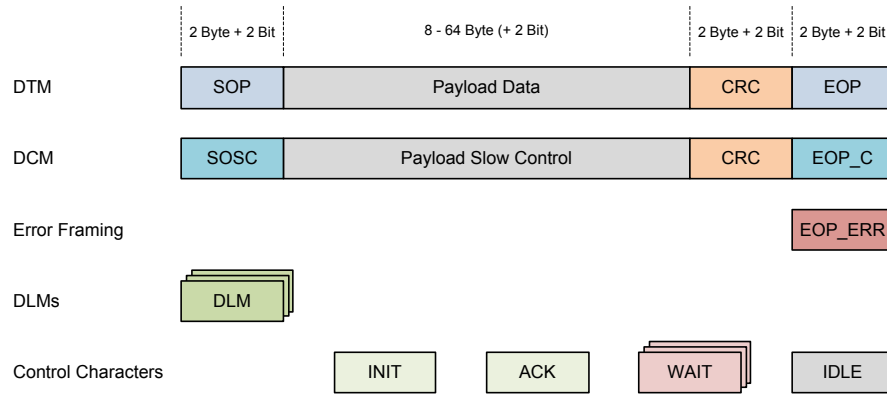 2 Byte + 2 Bit 8 - 64 Byte (+ 2 Bit) 2 Byte + 2 Bit 2 Byte + 2 Bit
DTM SOP Payload Data CRC EOP
DCM SOSC Payload Slow Control CRC EOP_C
Error Framing EOP_ERR
DLMs DLM
Control Characters INIT ACK WAIT IDLE